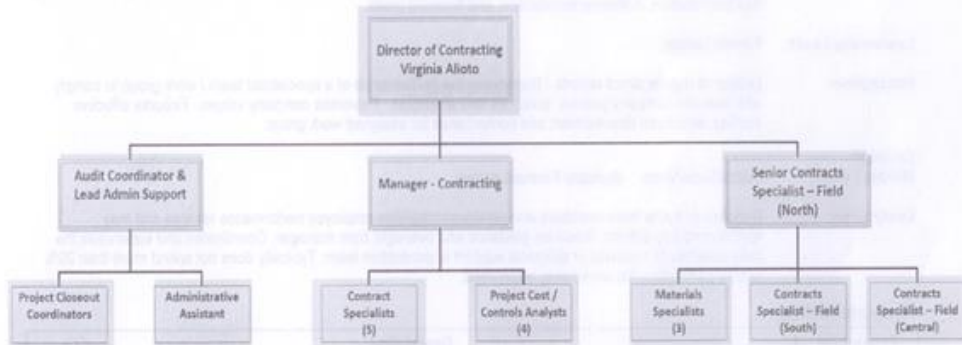 Director of Contracting
Virginia Alioto
Audit Coordinator &
Lead Admin Support
Manager - Contracting
Senior Contracts
Specialist – Field
(North)
Project Closeout
Coordinators
Administrative
Assistant
Contract
Specialists
(5)
Project Cost /
Controls Analysts
(4)
Materials
Specialists
(3)
Contracts
Specialist – Field
(South)
Contracts
Specialist – Field
(Central)